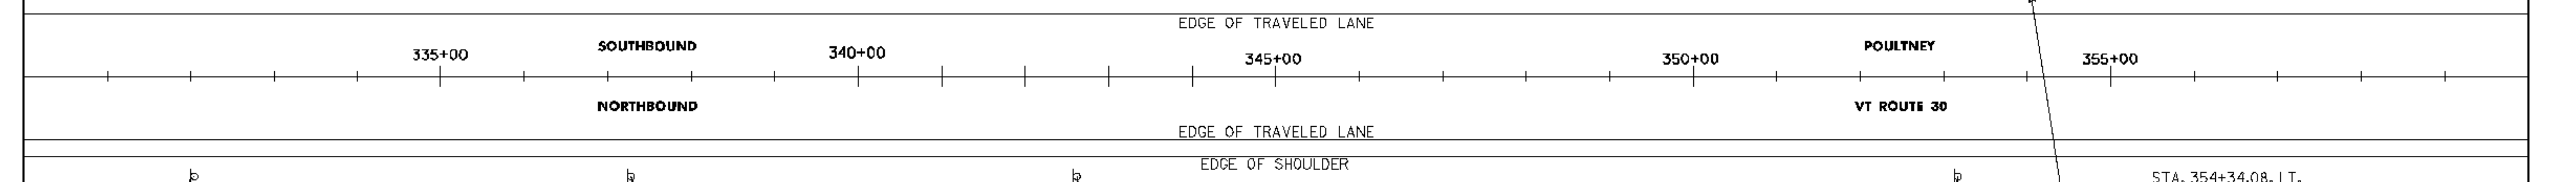 EDGE OF TRAVELED LANE
SOUTHBOUND
POULTNEY
335+00 340+00 345+00 350+00 355+00
NORTHBOUND
VT ROUTE 30
EDGE OF TRAVELED LANE
EDGE OF SHOULDER
STA. 354+34.08, LT.